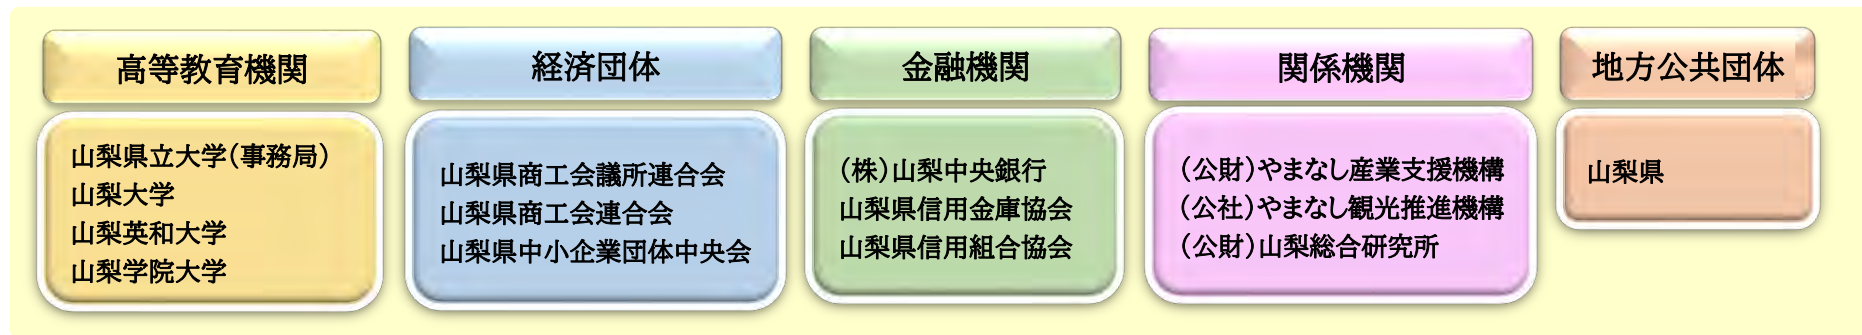 高等教育機関
山梨県立大学(事務局)
山梨大学
山梨英和大学
山梨学院大学
経済団体
山梨県商工会議所連合会
山梨県商工会連合会
山梨県中小企業団体中央会
金融機関
(株)山梨中央銀行
山梨県信用金庫協会
山梨県信用組合協会
関係機関
(公財)やまなし産業支援機構
(公社)やまなし観光推進機構
(公財)山梨総合研究所
地方公共団体
山梨県